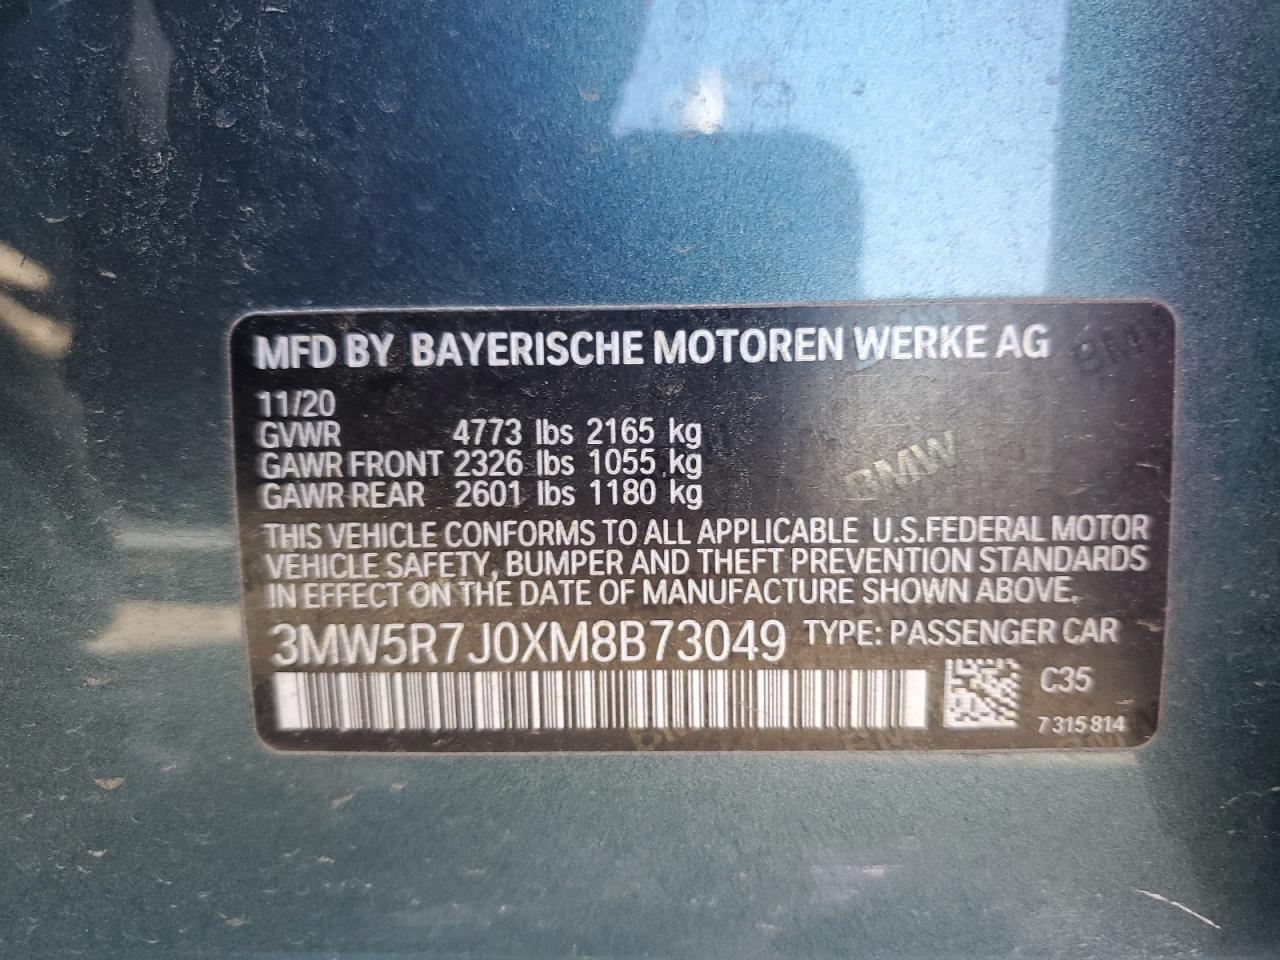 MFD BY BAYERISCHE MOTOREN WERKE AG
11/20
GVWR 4773 lbs 2165 kg
GAWR FRONT 2326 lbs 1055 kg
GAWR REAR 2601 lbs 1180 kg
BMW
BMW
THIS VEHICLE CONFORMS TO ALL APPLICABLE U.S.FEDERAL MOTOR
VEHICLE SAFETY, BUMPER AND THEFT PREVENTION STANDARDS
IN EFFECT ON THE DATE OF MANUFACTURE SHOWN ABOVE.
3MW5R7J0XM8B73049 TYPE: PASSENGER CAR
C35
7 315 814